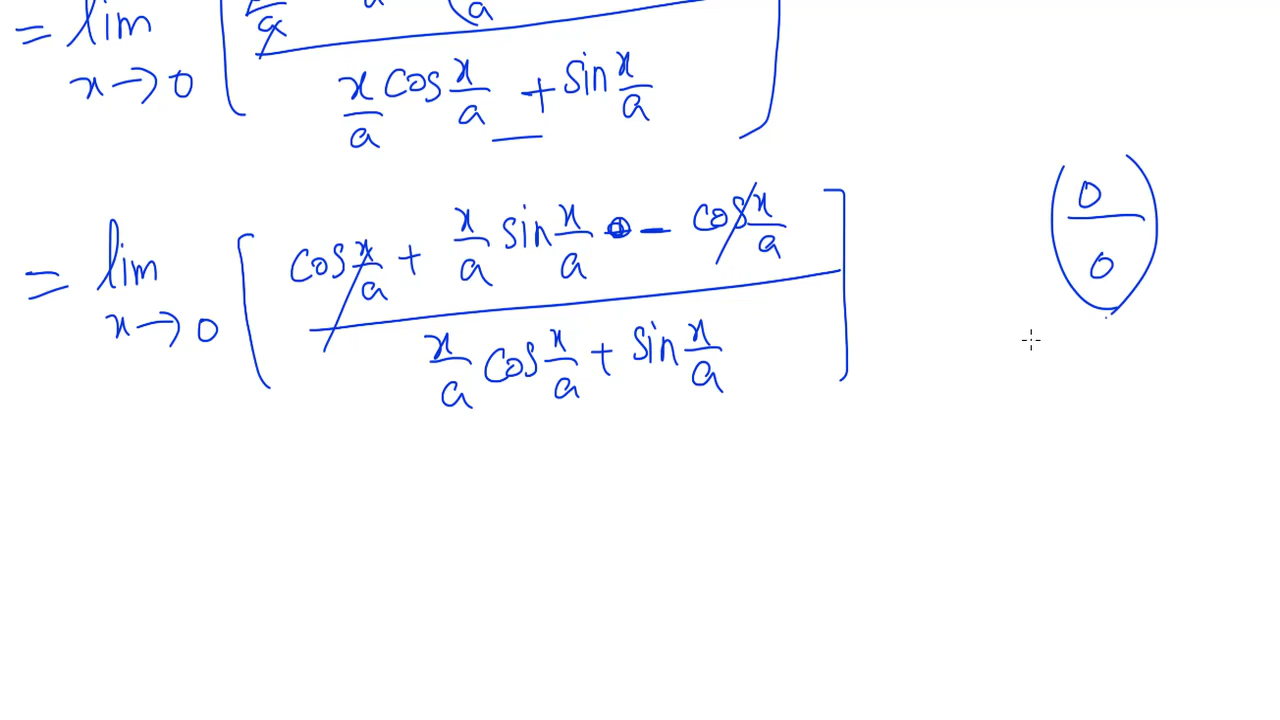 = lim x→0 [ a a / x/a cos x/a + sin x/a ]
= lim x→0 [ cos x/a + x/a sin x/a - cos x/a / x/a cos x/a + sin x/a ] (0/0)